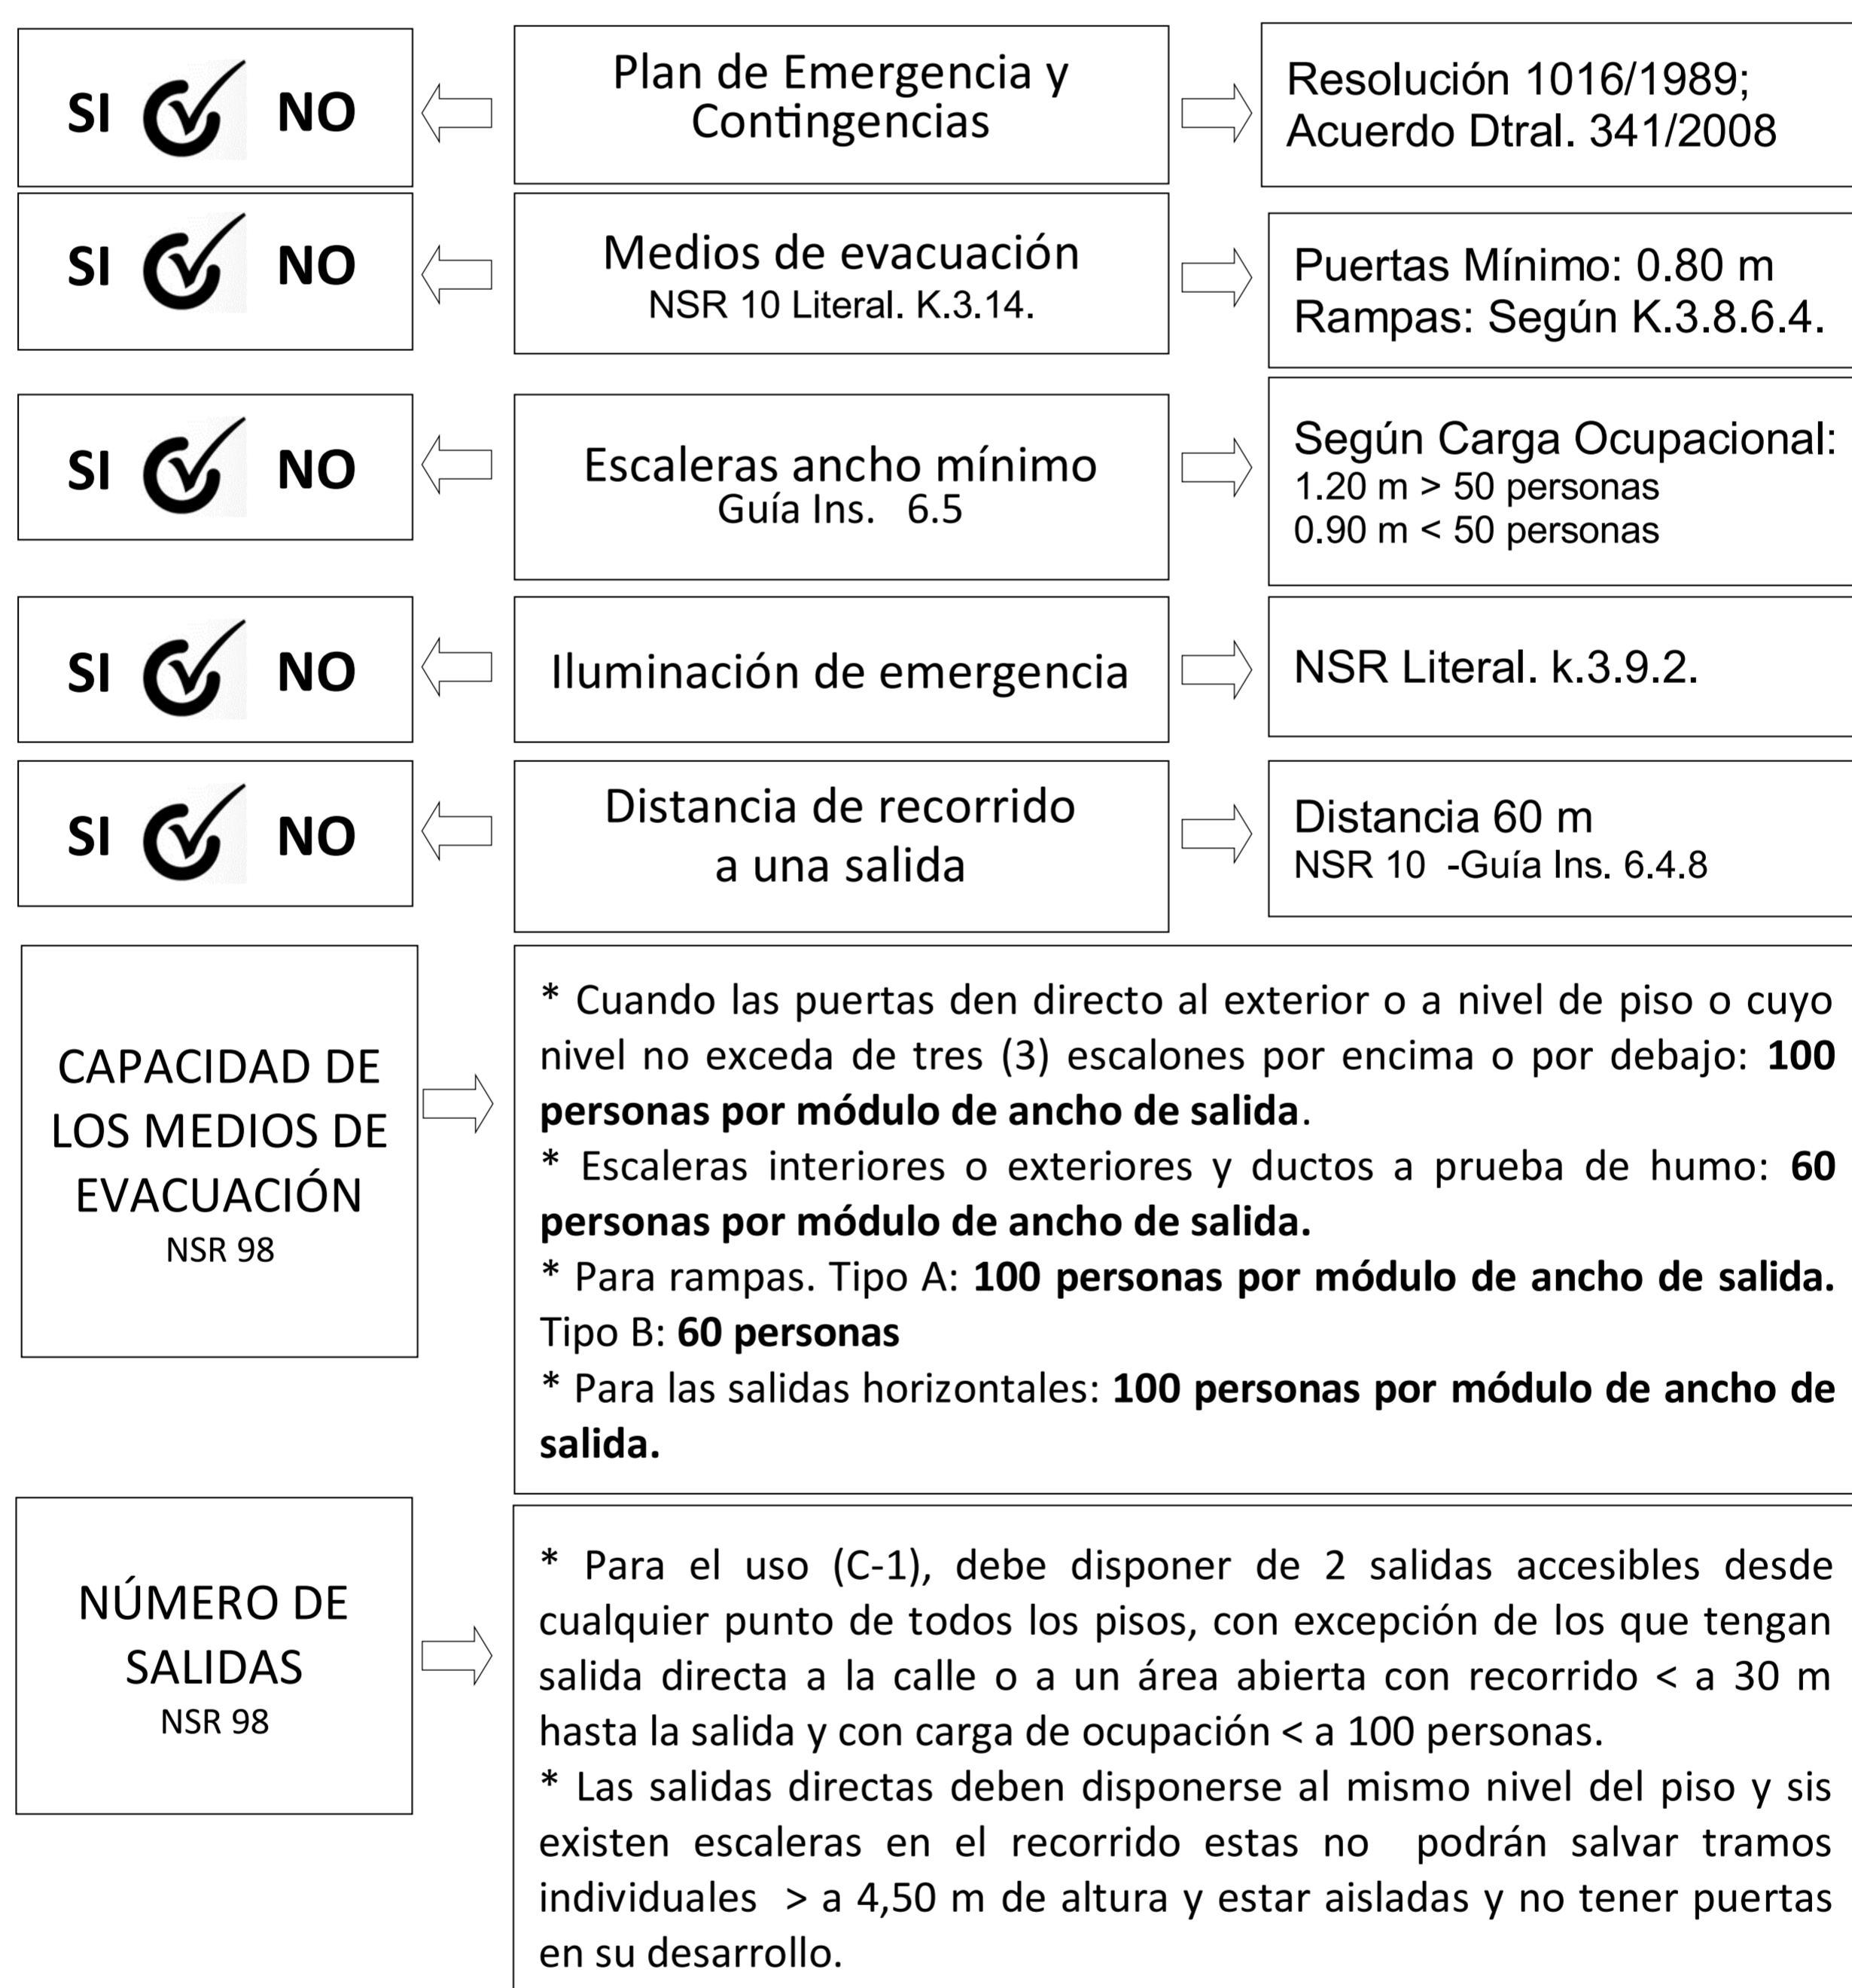 SI NO
Plan de Emergencia y
Contingencias
Resolución 1016/1989;
Acuerdo Dtral. 341/2008
SI NO
Medios de evacuación
NSR 10 Literal. K.3.14.
Puertas Mínimo: 0.80 m
Rampas: Según K.3.8.6.4.
SI NO
Escaleras ancho mínimo
Guía Ins. 6.5
Según Carga Ocupacional:
1.20 m > 50 personas
0.90 m < 50 personas
SI NO
Iluminación de emergencia
NSR Literal. k.3.9.2.
SI NO
Distancia de recorrido
a una salida
Distancia 60 m
NSR 10 -Guía Ins. 6.4.8
CAPACIDAD DE
LOS MEDIOS DE
EVACUACIÓN
NSR 98
* Cuando las puertas den directo al exterior o a nivel de piso o cuyo
nivel no exceda de tres (3) escalones por encima o por debajo: 100
personas por módulo de ancho de salida.
* Escaleras interiores o exteriores y ductos a prueba de humo: 60
personas por módulo de ancho de salida.
* Para rampas. Tipo A: 100 personas por módulo de ancho de salida.
Tipo B: 60 personas
* Para las salidas horizontales: 100 personas por módulo de ancho de
salida.
NÚMERO DE
SALIDAS
NSR 98
* Para el uso (C-1), debe disponer de 2 salidas accesibles desde
cualquier punto de todos los pisos, con excepción de los que tengan
salida directa a la calle o a un área abierta con recorrido < a 30 m
hasta la salida y con carga de ocupación < a 100 personas.
* Las salidas directas deben disponerse al mismo nivel del piso y sis
existen escaleras en el recorrido estas no podrán salvar tramos
individuales > a 4,50 m de altura y estar aisladas y no tener puertas
en su desarrollo.